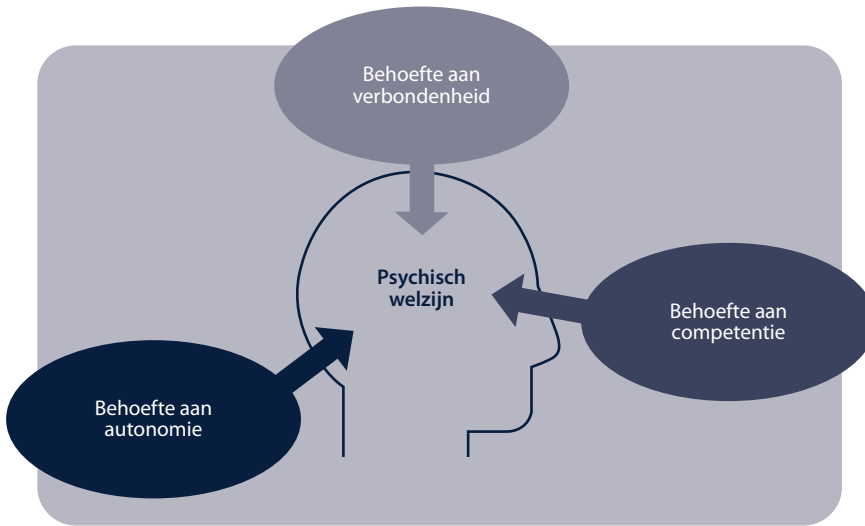 Behoefte aan
verbondenheid
Psychisch
welzijn
Behoefte aan
competentie
Behoefte aan
autonomie